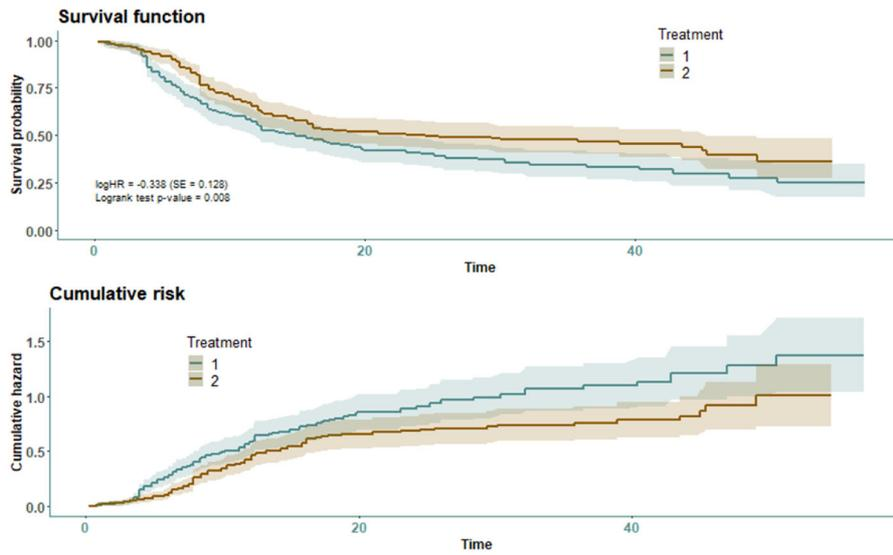 Survival function
Treatment
1
2
1.00
0.75
0.50
0.25
0.00
Survival probability
logHR = -0.338 (SE = 0.128)
Logrank test p-value = 0.008
0 20 40
Time
Cumulative risk
Treatment
1
2
1.5
1.0
0.5
0.0
Cumulative hazard
0 20 40
Time